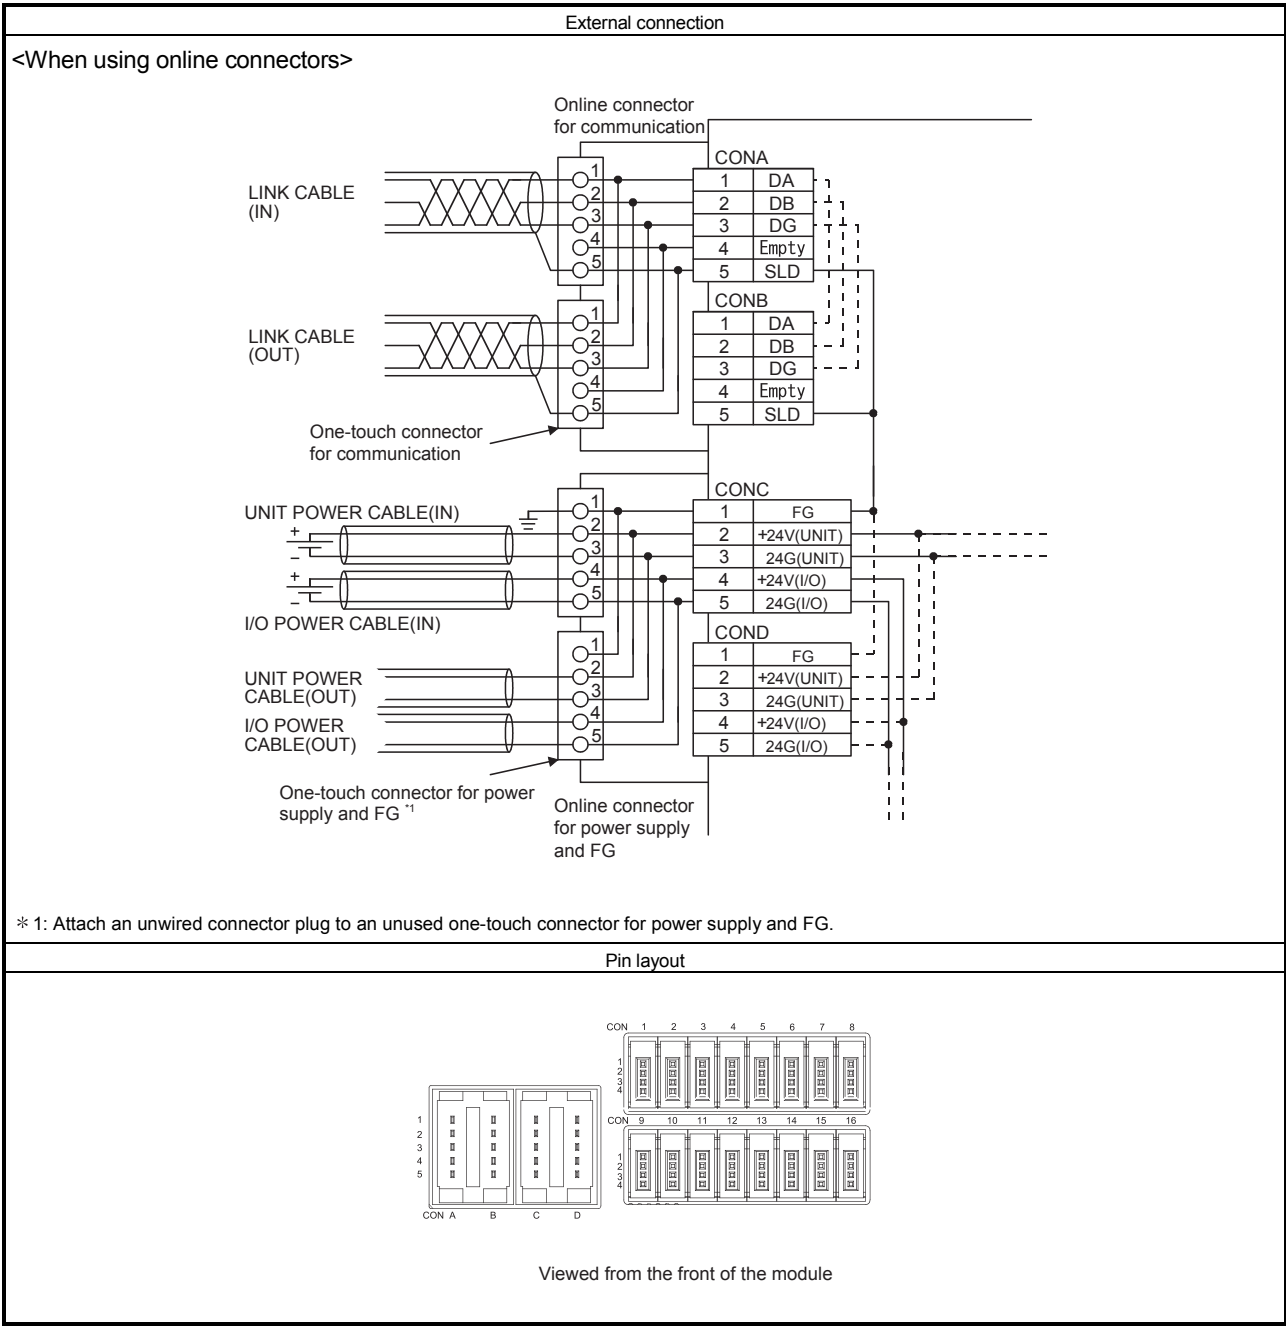 External connection
<When using online connectors>
Online connector
for communication
LINK CABLE
(IN)
1
2
3
4
5
CONA
1 DA
2 DB
3 DG
4 Empty
5 SLD
LINK CABLE
(OUT)
1
2
3
4
5
CONB
1 DA
2 DB
3 DG
4 Empty
5 SLD
One-touch connector
for communication
UNIT POWER CABLE(IN)
+
−
+
−
I/O POWER CABLE(IN)
1
2
3
4
5
CONC
1 FG
2 +24V(UNIT)
3 24G(UNIT)
4 +24V(I/O)
5 24G(I/O)
UNIT POWER
CABLE(OUT)
I/O POWER
CABLE(OUT)
1
2
3
4
5
COND
1 FG
2 +24V(UNIT)
3 24G(UNIT)
4 +24V(I/O)
5 24G(I/O)
One-touch connector for power
supply and FG *1
Online connector
for power supply
and FG
＊1: Attach an unwired connector plug to an unused one-touch connector for power supply and FG.
Pin layout
CON 1 2 3 4 5 6 7 8
1
2
3
4
CON 9 10 11 12 13 14 15 16
1
2
3
4
1
2
3
4
5
CON A B C D
Viewed from the front of the module